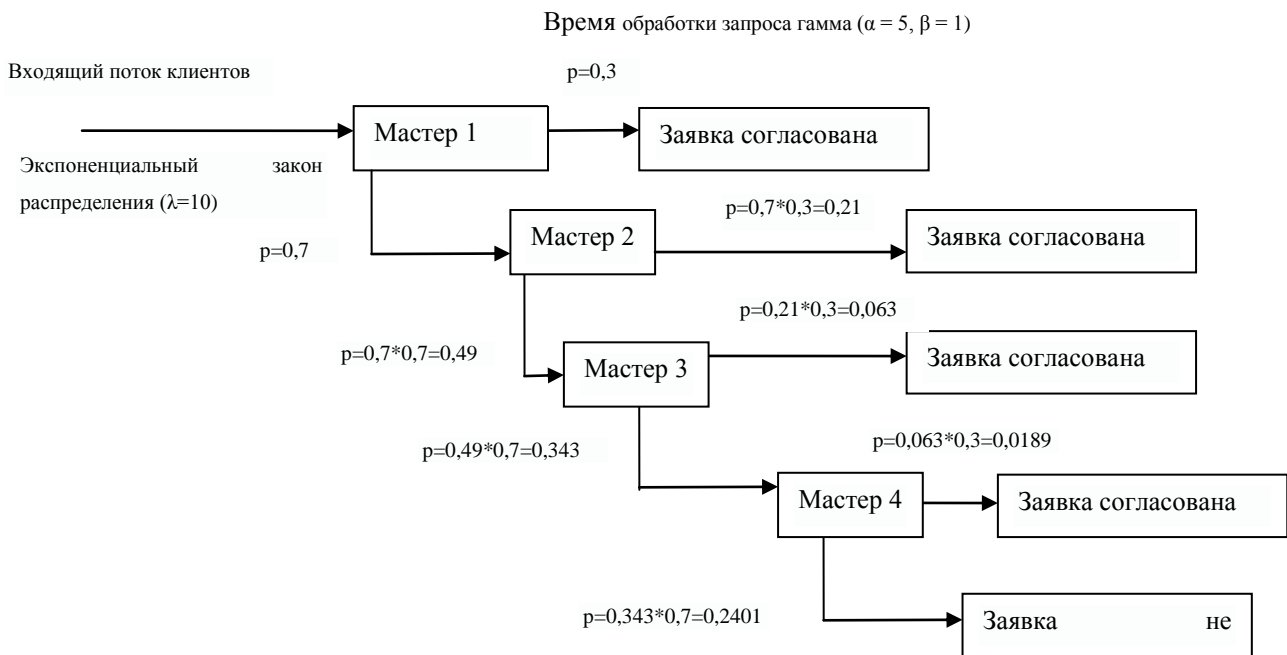 Время обработки запроса гамма (α = 5, β = 1)
Входящий поток клиентов
p=0,3
Мастер 1
Заявка согласована
Экспоненциальный закон
распределения (λ=10)
p=0,7*0,3=0,21
Мастер 2
Заявка согласована
p=0,7
p=0,21*0,3=0,063
p=0,7*0,7=0,49
Мастер 3
Заявка согласована
p=0,49*0,7=0,343
p=0,063*0,3=0,0189
Мастер 4
Заявка согласована
p=0,343*0,7=0,2401
Заявка не